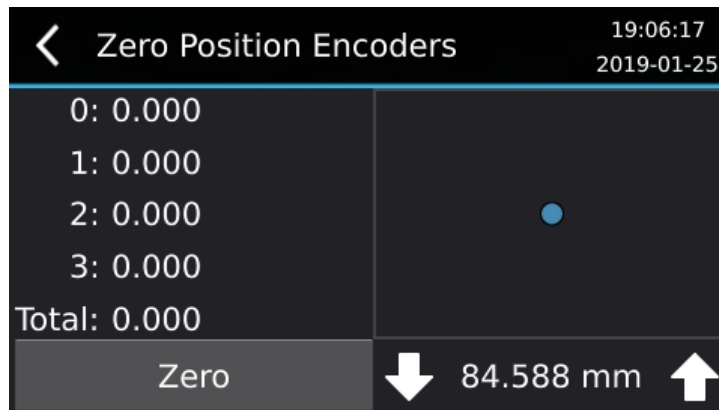 Zero Position Encoders
19:06:17
2019-01-25
0: 0.000
1: 0.000
2: 0.000
3: 0.000
Total: 0.000
Zero
84.588 mm